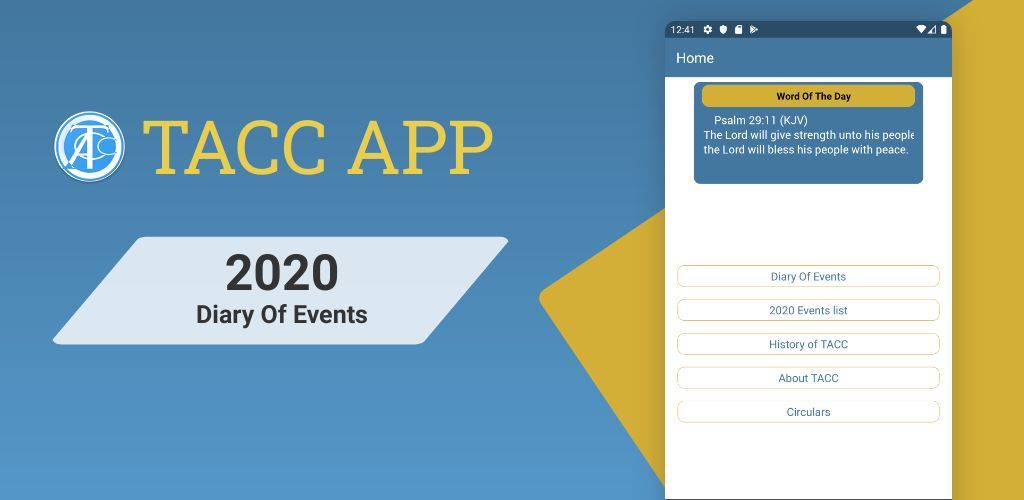 TACC APP
2020
Diary Of Events
12:41
Home
Word Of The Day
Psalm 29:11 (KJV)
The Lord will give strength unto his people
the Lord will bless his people with peace.
Diary Of Events
2020 Events list
History of TACC
About TACC
Circulars